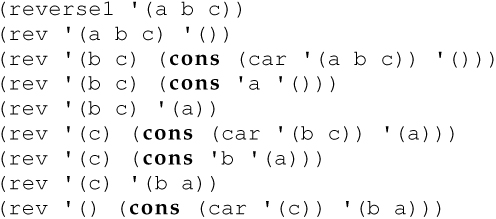 (reverse1 '(a b c))
(rev '(a b c) '())
(rev '(b c) (cons (car '(a b c)) '()))
(rev '(b c) (cons 'a '()))
(rev '(b c) '(a))
(rev '(c) (cons (car '(b c)) '(a)))
(rev '(c) (cons 'b '(a)))
(rev '(c) '(b a))
(rev '() (cons (car '(c)) '(b a)))